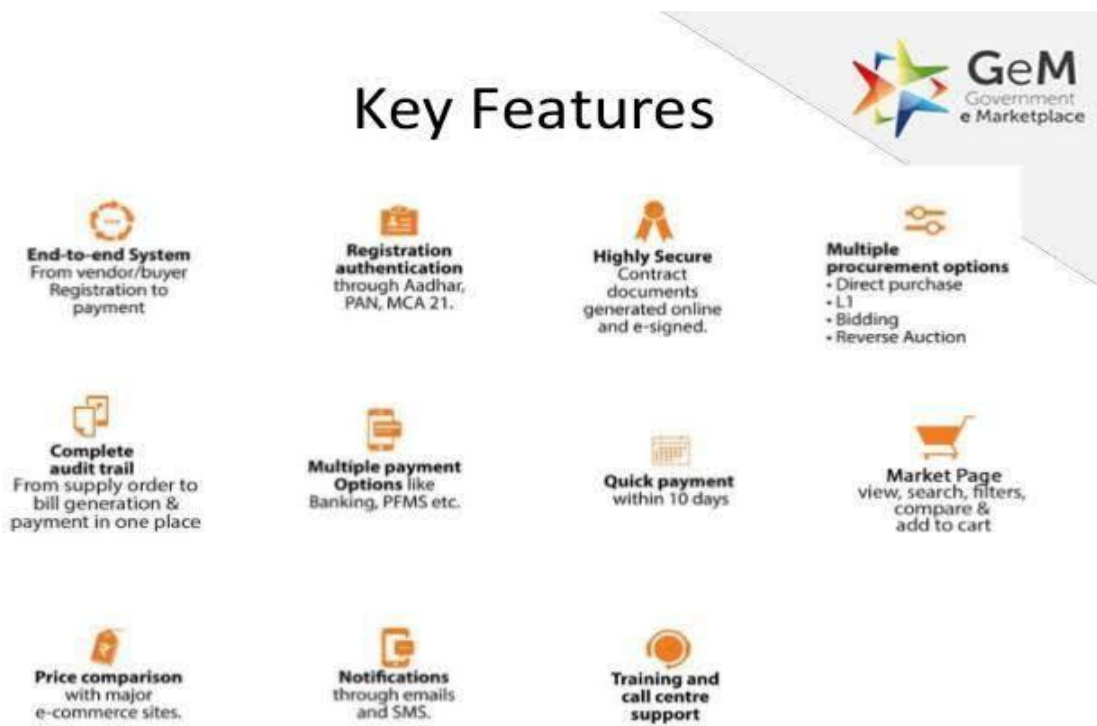 GeM
Government
e Marketplace
Key Features
End-to-end System
From vendor/buyer
Registration to
payment
Registration
authentication
through Aadhar,
PAN, MCA 21.
Highly Secure
Contract
documents
generated online
and e-signed.
Multiple
procurement options
• Direct purchase
• L1
• Bidding
• Reverse Auction
Complete
audit trail
From supply order to
bill generation &
payment in one place
Multiple payment
Options like
Banking, PFMS etc.
Quick payment
within 10 days
Market Page
view, search, filters,
compare &
add to cart
₹
Price comparison
with major
e-commerce sites.
Notifications
through emails
and SMS.
Training and
call centre
support